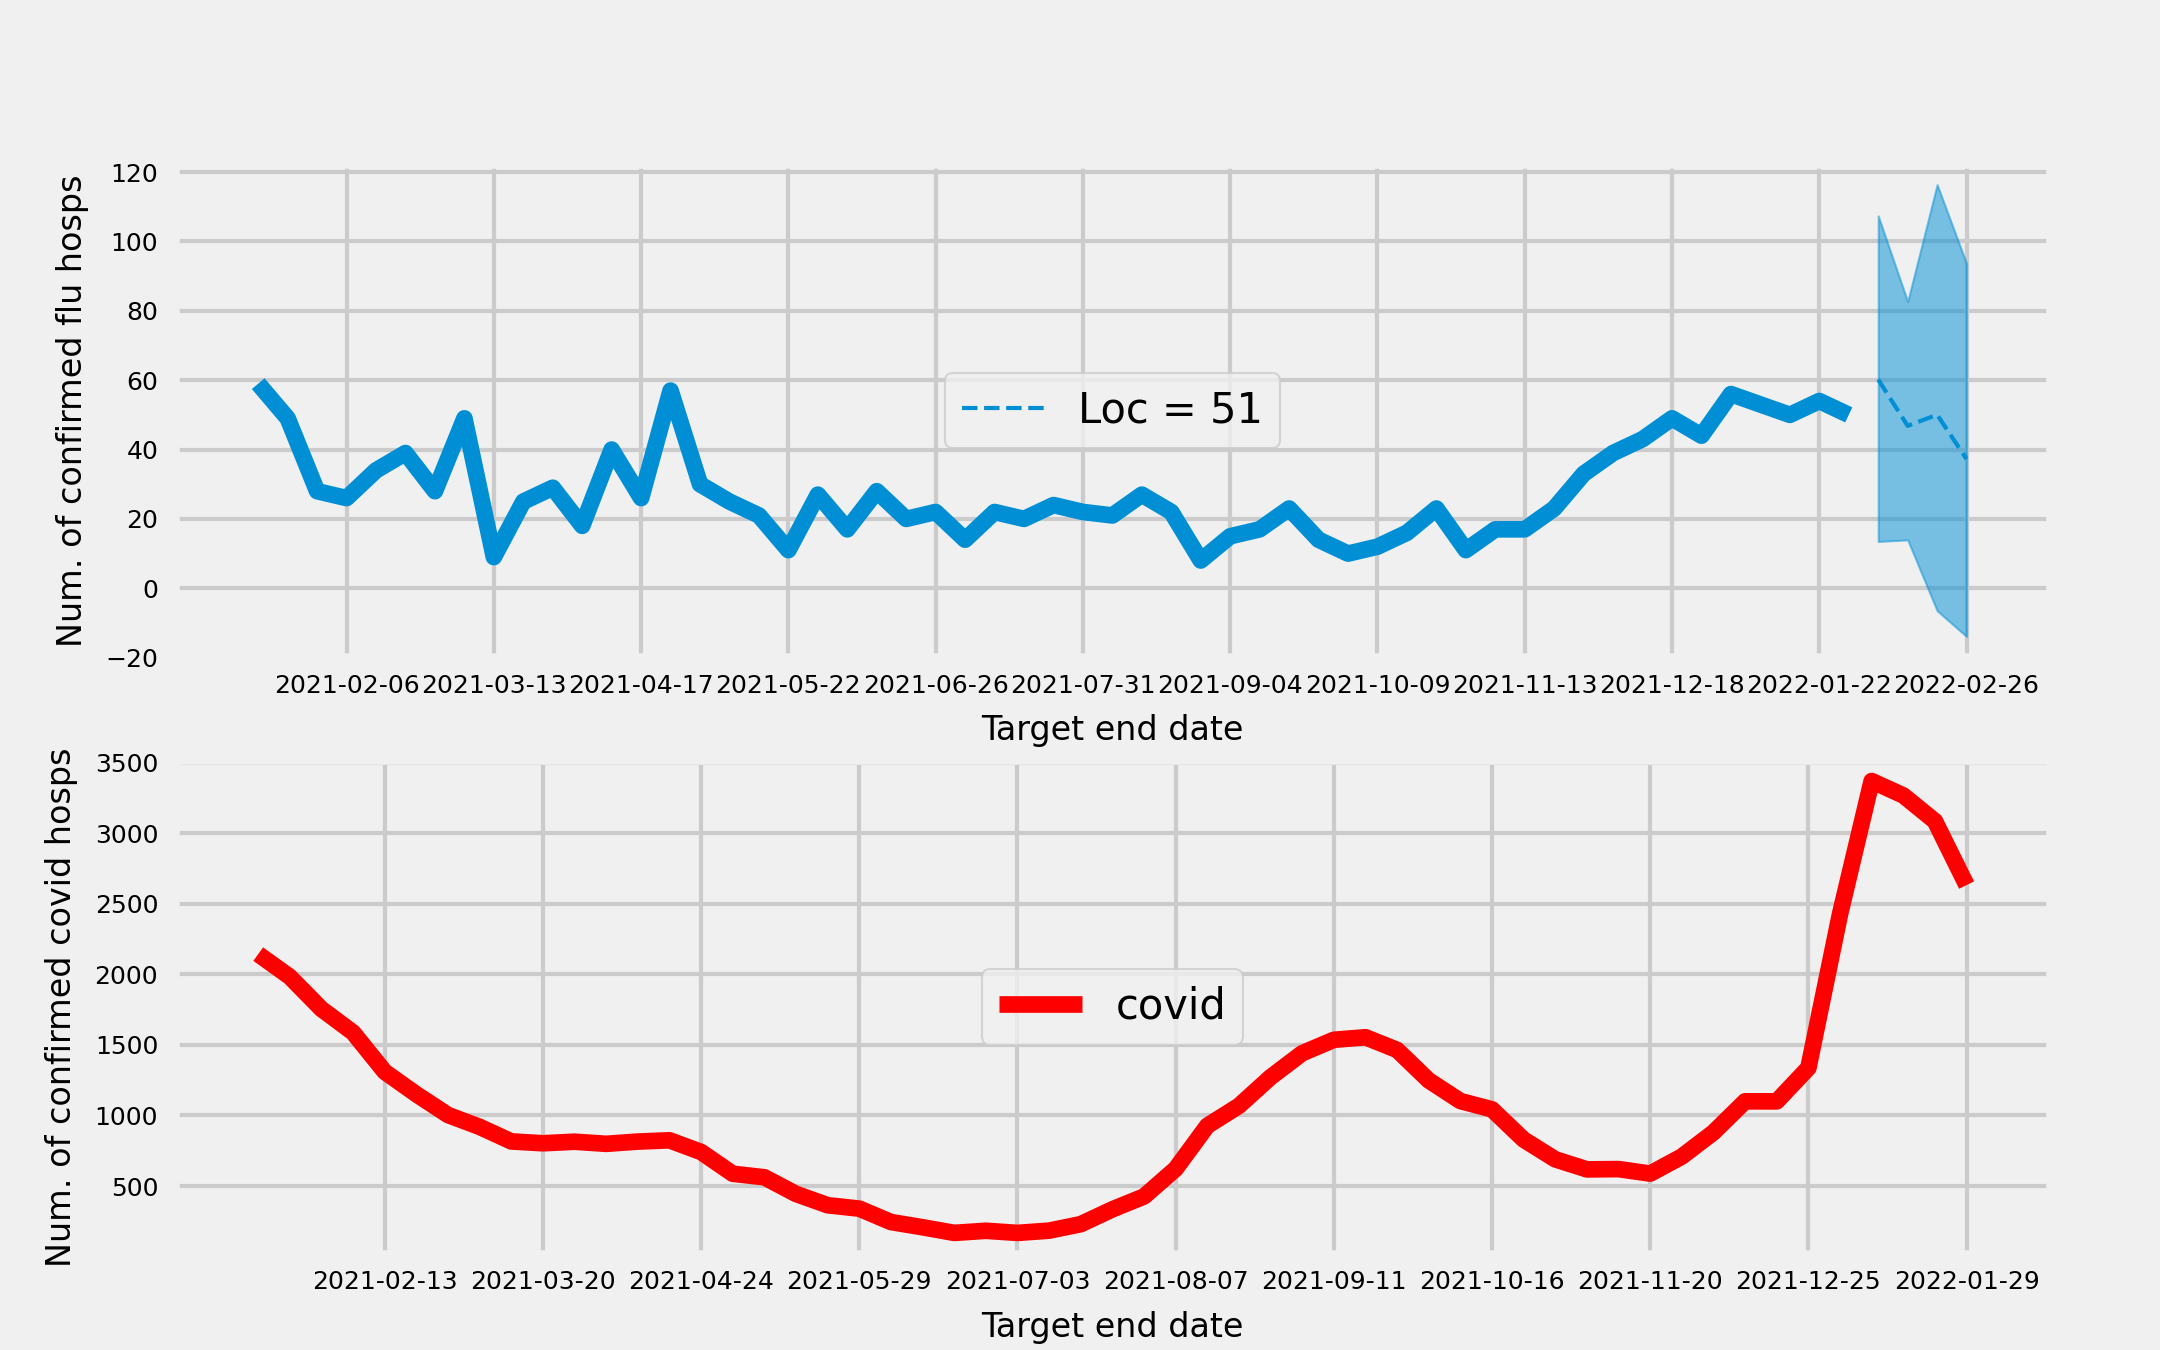 Num. of confirmed flu hosps
120
100
80
60
40
20
0
−20
Loc = 51
2021-02-06 2021-03-13 2021-04-17 2021-05-22 2021-06-26 2021-07-31 2021-09-04 2021-10-09 2021-11-13 2021-12-18 2022-01-22 2022-02-26
Target end date
Num. of confirmed covid hosps
3500
3000
2500
2000
1500
1000
500
covid
2021-02-13 2021-03-20 2021-04-24 2021-05-29 2021-07-03 2021-08-07 2021-09-11 2021-10-16 2021-11-20 2021-12-25 2022-01-29
Target end date